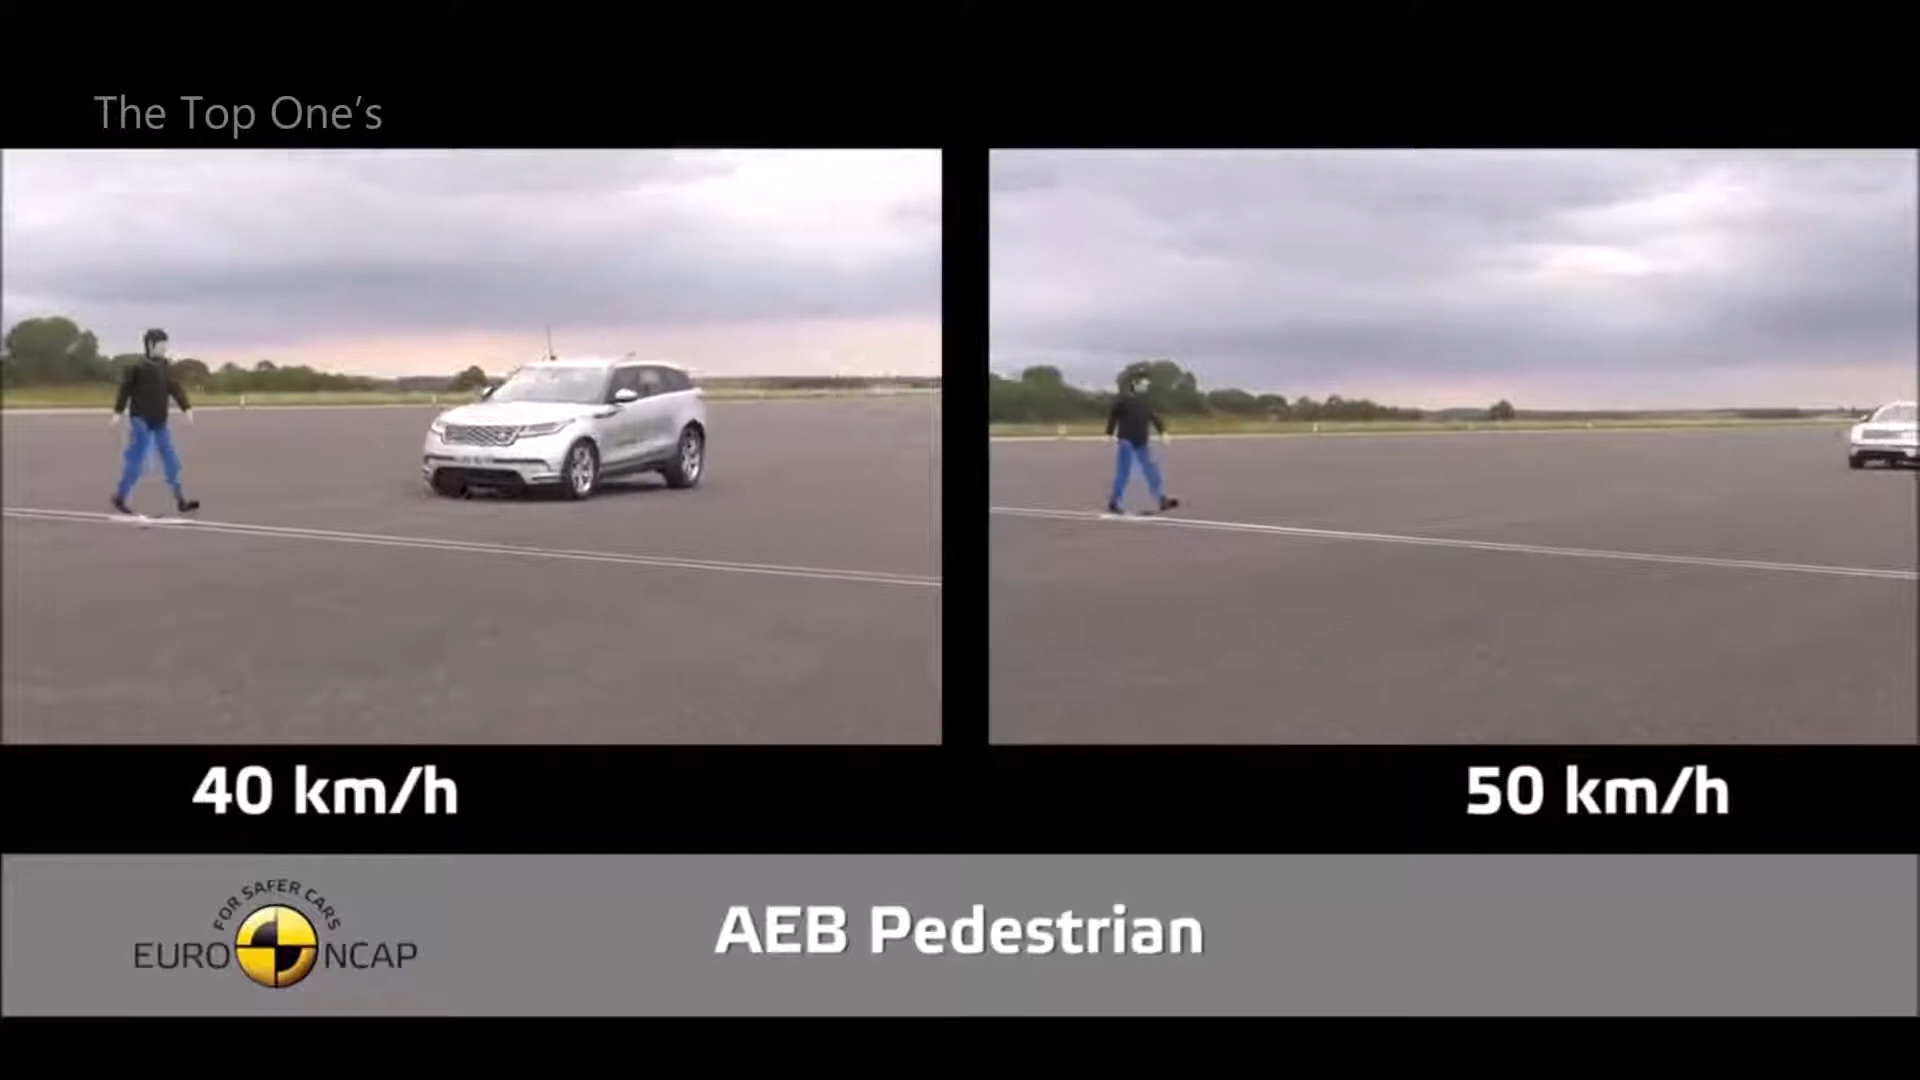 The Top One's
40 km/h
50 km/h
FOR SAFER CARS
EURO NCAP
AEB Pedestrian